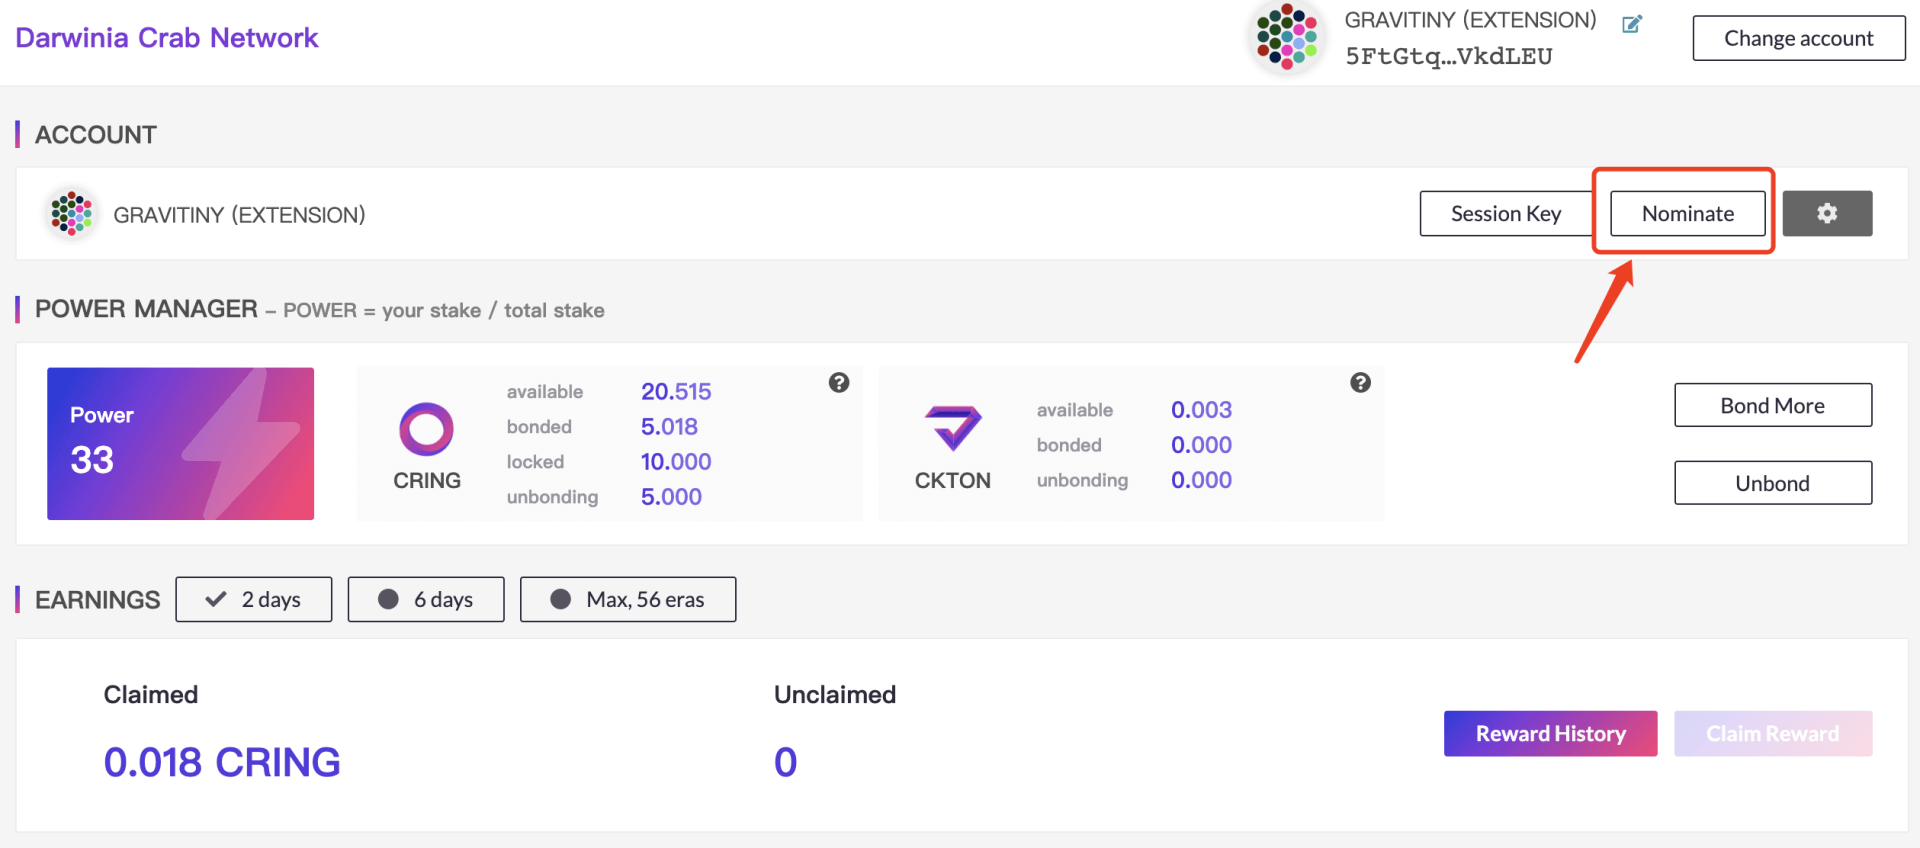 Darwinia Crab Network
GRAVITINY (EXTENSION)
5FtGtq…VkdLEU
Change account
ACCOUNT
GRAVITINY (EXTENSION)
Session Key
Nominate
POWER MANAGER – POWER = your stake / total stake
Power
33
CRING
available 20.515
bonded 5.018
locked 10.000
unbonding 5.000
?
CKTON
available 0.003
bonded 0.000
unbonding 0.000
?
Bond More
Unbond
EARNINGS
2 days
6 days
Max, 56 eras
Claimed
0.018 CRING
Unclaimed
0
Reward History
Claim Reward